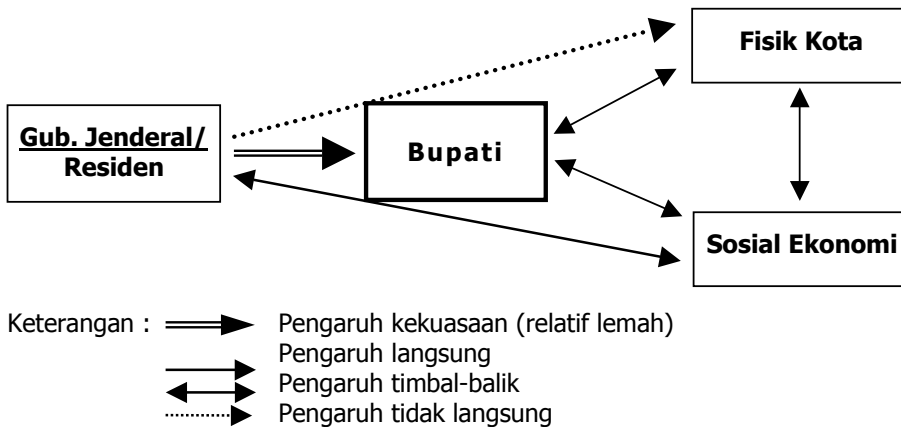 Fisik Kota
Gub. Jenderal/
Residen
Bupati
Sosial Ekonomi
Keterangan :
Pengaruh kekuasaan (relatif lemah)
Pengaruh langsung
Pengaruh timbal-balik
Pengaruh tidak langsung